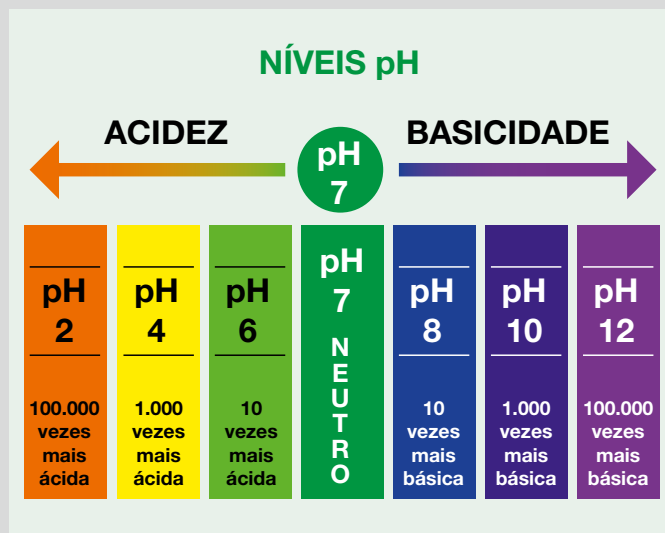 NÍVEIS pH
ACIDEZ
BASICIDADE
pH
7
pH
2
100.000
vezes
mais
ácida
pH
4
1.000
vezes
mais
ácida
pH
6
10
vezes
mais
ácida
pH
7
N
E
U
T
R
O
pH
8
10
vezes
mais
básica
pH
10
1.000
vezes
mais
básica
pH
12
100.000
vezes
mais
básica